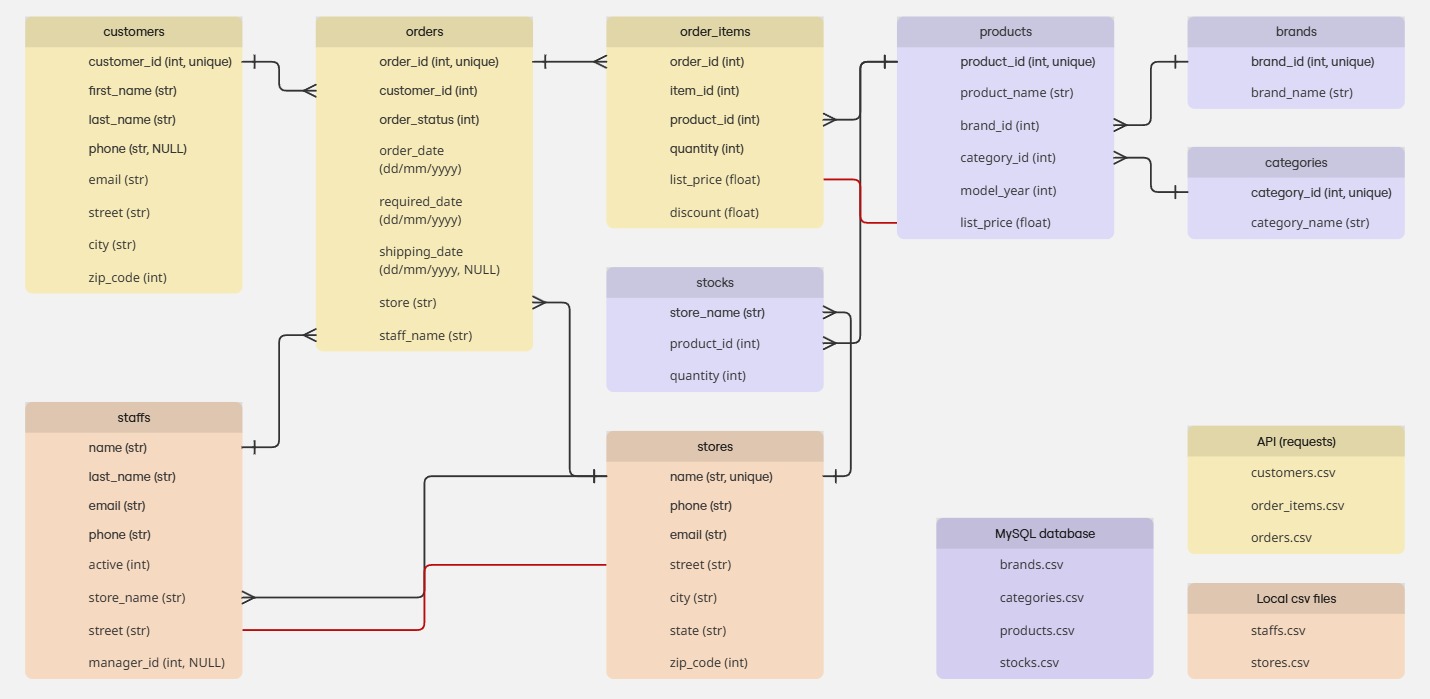 customers
customer_id (int, unique)
first_name (str)
last_name (str)
phone (str, NULL)
email (str)
street (str)
city (str)
zip_code (int)
orders
order_id (int, unique)
customer_id (int)
order_status (int)
order_date
(dd/mm/yyyy)
required_date
(dd/mm/yyyy)
shipping_date
(dd/mm/yyyy, NULL)
store (str)
staff_name (str)
order_items
order_id (int)
item_id (int)
product_id (int)
quantity (int)
list_price (float)
discount (float)
products
product_id (int, unique)
product_name (str)
brand_id (int)
category_id (int)
model_year (int)
list_price (float)
brands
brand_id (int, unique)
brand_name (str)
categories
category_id (int, unique)
category_name (str)
stocks
store_name (str)
product_id (int)
quantity (int)
staffs
name (str)
last_name (str)
email (str)
phone (str)
active (int)
store_name (str)
street (str)
manager_id (int, NULL)
stores
name (str, unique)
phone (str)
email (str)
street (str)
city (str)
state (str)
zip_code (int)
MySQL database
brands.csv
categories.csv
products.csv
stocks.csv
API (requests)
customers.csv
order_items.csv
orders.csv
Local csv files
staffs.csv
stores.csv